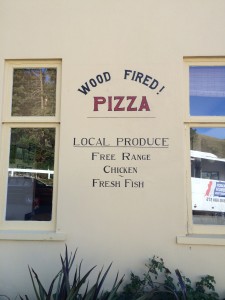 WOOD FIRED!
PIZZA
LOCAL PRODUCE
FREE RANGE
CHICKEN
~
FRESH FISH